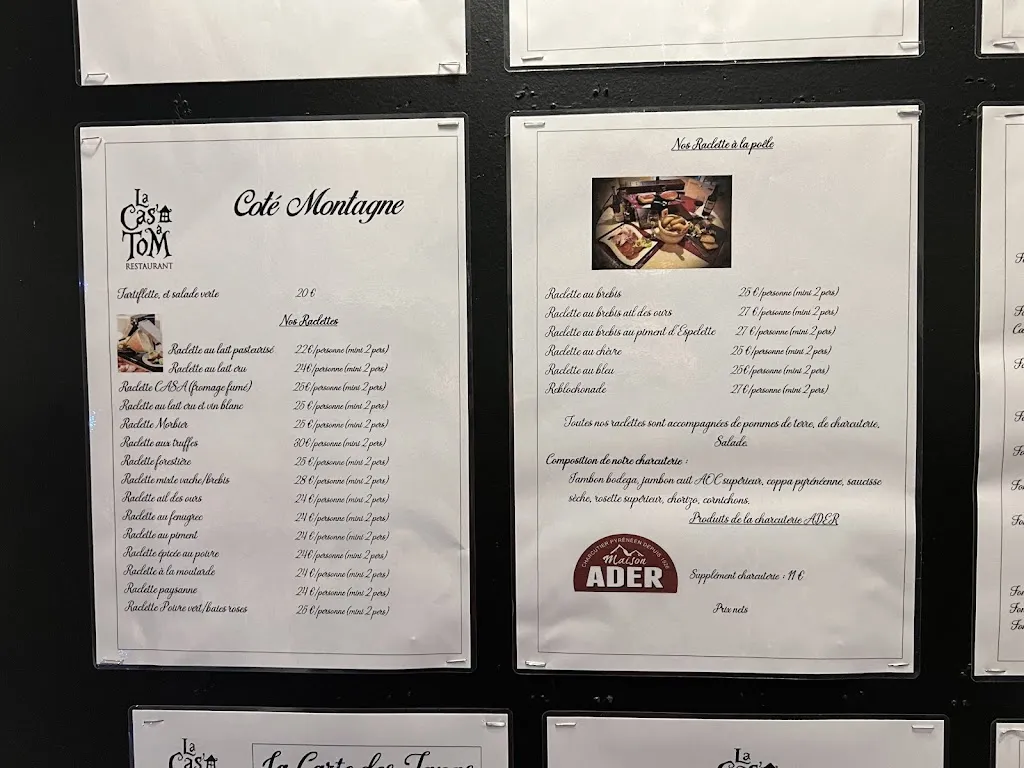 La
Cas'a
a
TOM
RESTAURANT
Coté Montagne
Tartiflette, et salade verte 20 €
Nos Raclettes
Raclette au lait pasteurisé 22€/personne (mini 2 pers)
Raclette au lait cru 24€/personne (mini 2 pers)
Raclette CASA (fromage fumé) 25€/personne (mini 2 pers)
Raclette au lait cru et vin blanc 25 €/personne (mini 2 pers)
Raclette Morbier 25 €/personne (mini 2 pers)
Raclette aux truffes 30€/personne (mini 2 pers)
Raclette forestière 25 €/personne (mini 2 pers)
Raclette mixte vache/brebis 28 €/personne (mini 2 pers)
Raclette ail des ours 24 €/personne (mini 2 pers)
Raclette au fenugrec 24 €/personne (mini 2 pers)
Raclette au piment 24 €/personne (mini 2 pers)
Raclette épicée au poivre 24€/personne (mini 2 pers)
Raclette à la moutarde 24 €/personne (mini 2 pers)
Raclette paysanne 24 €/personne (mini 2 pers)
Raclette Poivre vert/baies roses 25 €/personne (mini 2 pers)
Nos Raclette à la poêle
Raclette au brebis 25 €/personne (mini 2 pers)
Raclette au brebis ail des ours 27 €/personne (mini 2 pers)
Raclette au brebis au piment d'Espelette 27 €/personne (mini 2 pers)
Raclette au chèvre 25 €/personne (mini 2 pers)
Raclette au bleu 25€/personne (mini 2 pers)
Reblochonade 27€/personne (mini 2 pers)
Toutes nos raclettes sont accompagnées de pommes de terre, de charcuterie,
Salade.
Composition de notre charcuterie :
Jambon bodega, jambon cuit AOC supérieur, coppa pyrénéenne, saucisse
sèche, rosette supérieur, chorizo, cornichons.
Produits de la charcuterie ADER
CHARCUTIER PYRÉNÉEN DEPUIS
Maison
ADER
Supplément charcuterie : 11 €
Prix nets
La
Cas'a
La Carte des
La
Cas'a